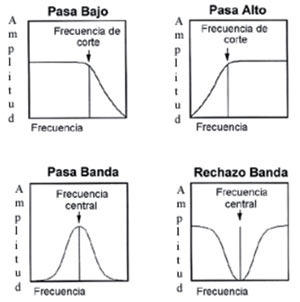 Pasa Bajo
Amplitud
Frecuencia de
corte
Frecuencia
Pasa Alto
Amplitud
Frecuencia
de corte
Frecuencia
Pasa Banda
Amplitud
Frecuencia
central
Frecuencia
Rechazo Banda
Amplitud
Frecuencia
central
Frecuencia